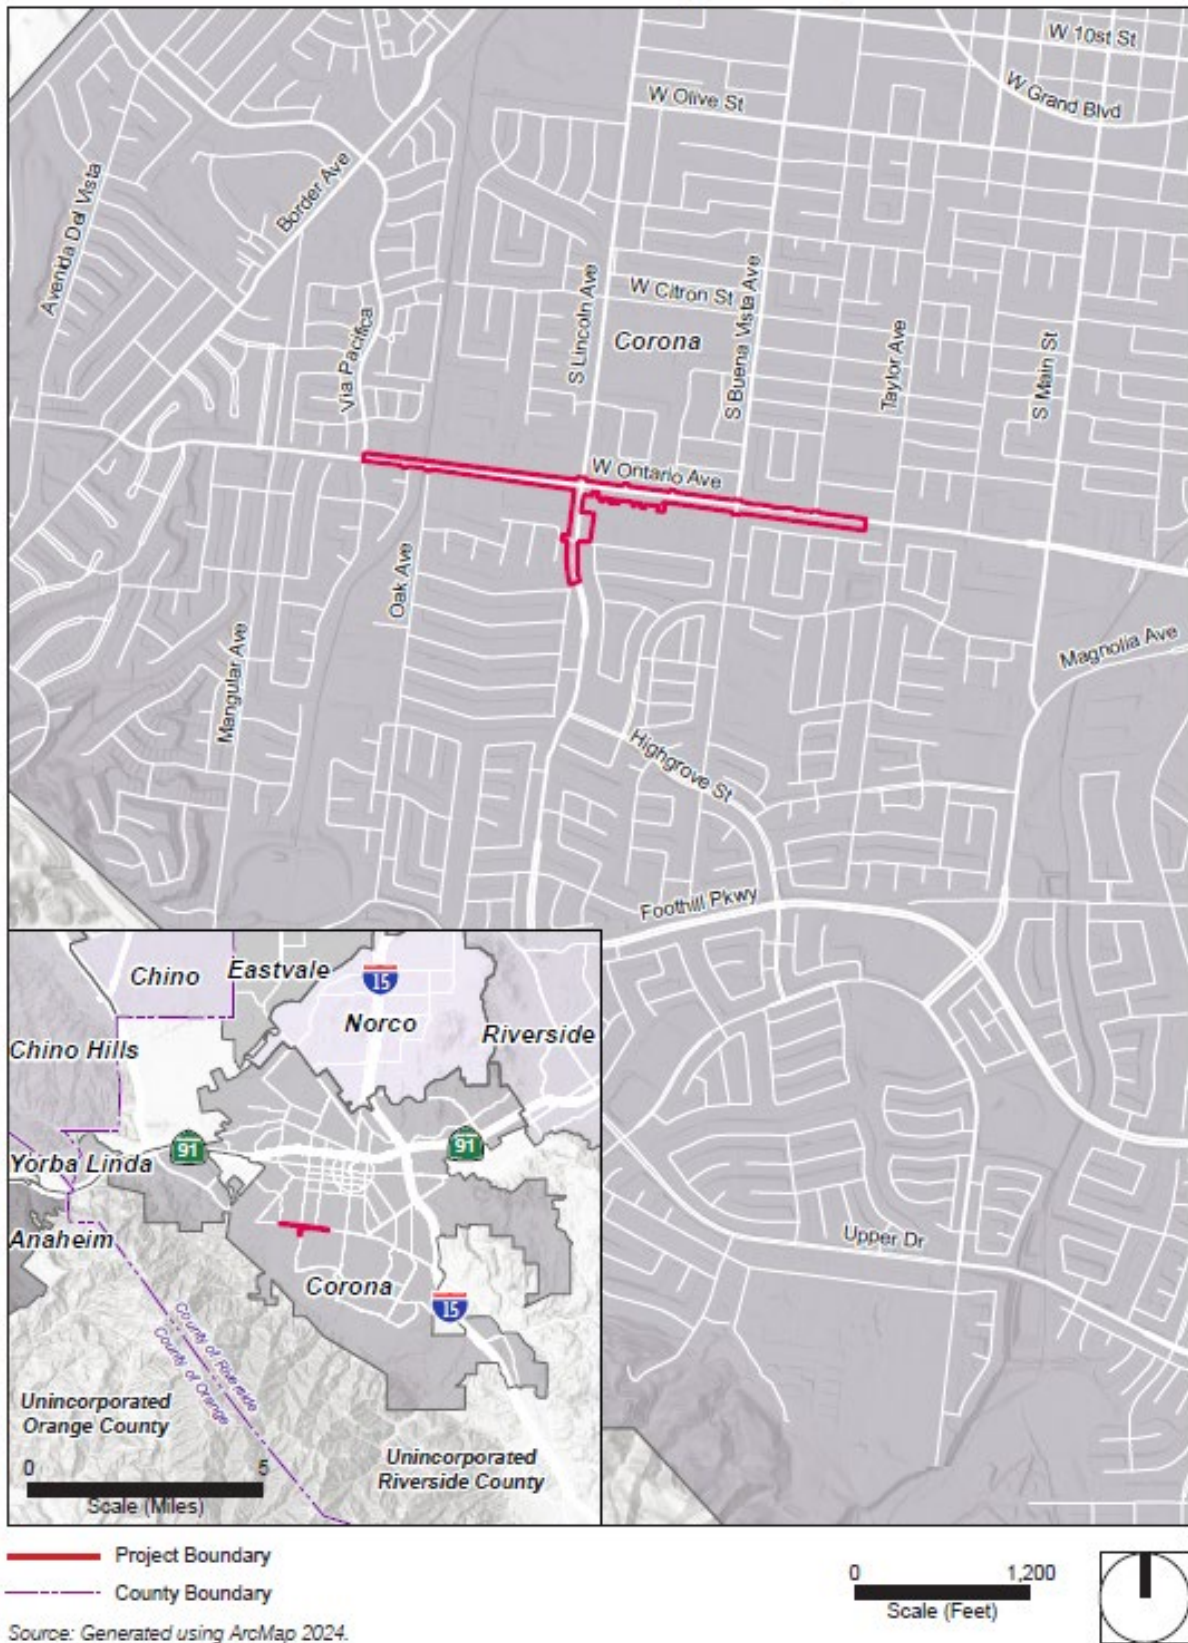 W 10st St
W Grand Blvd
W Olive St
Avenida Del Vista
Border Ave
S Lincoln Ave
W Citron St
S Buena Vista Ave
Corona
Via Pacifica
Taylor Ave
S Main St
W Ontario Ave
Oak Ave
Mangular Ave
Magnolia Ave
Highgrove St
Foothill Pkwy
Upper Dr
Chino
Eastvale
15
Norco
Riverside
Chino Hills
91
91
Yorba Linda
Anaheim
Corona
15
County of Riverside
County of Orange
Unincorporated
Orange County
Unincorporated
Riverside County
0 5
Scale (Miles)
Project Boundary
County Boundary
0 1,200
Scale (Feet)
Source: Generated using ArcMap 2024.